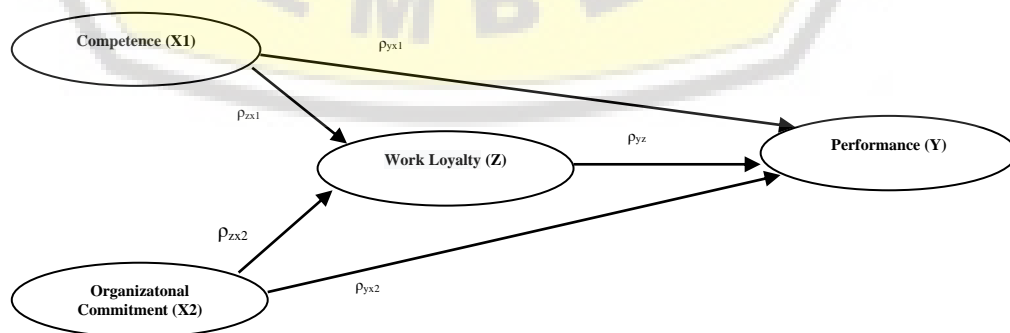 Competence (X1)
ρyx1
ρzx1
ρyz
Work Loyalty (Z)
Performance (Y)
ρzx2
Organizatonal
Commitment (X2)
ρyx2